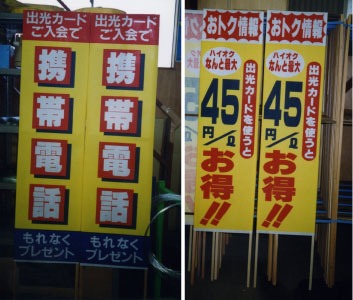 出光カード
ご入会で
携帯電話
もれなく
プレゼント
出光カード
ご入会で
携帯電話
もれなく
プレゼント
おトク情報
ハイオク
なんと最大
出光カードを使うと
45
円/ℓ
お得!!
おトク情報
ハイオク
なんと最大
出光カードを使うと
45
円/ℓ
お得!!